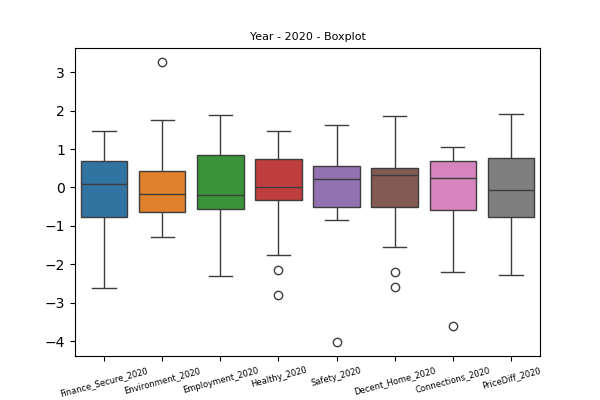 Year - 2020 - Boxplot
3
2
1
0
−1
−2
−3
−4
Finance_Secure_2020
Environment_2020
Employment_2020
Healthy_2020
Safety_2020
Decent_Home_2020
Connections_2020
PriceDiff_2020